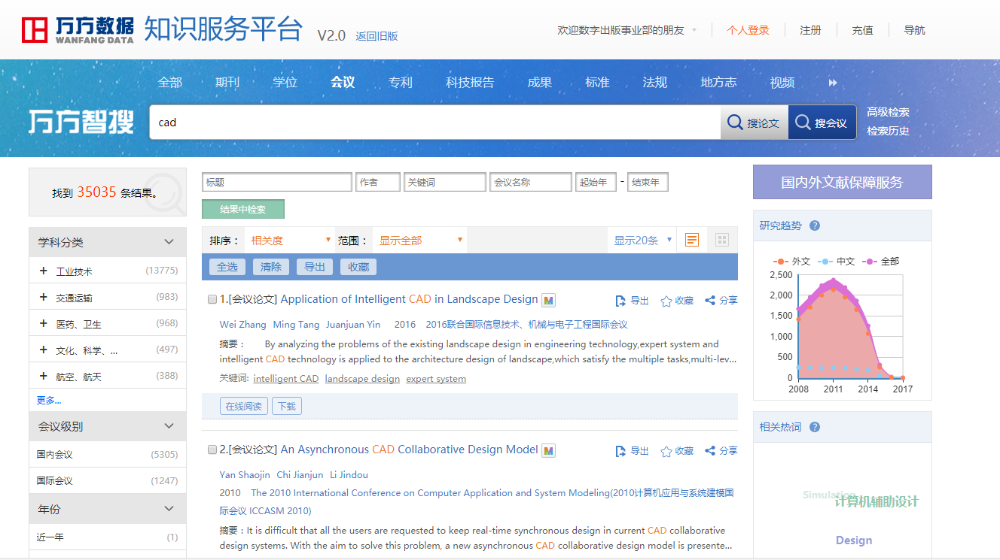 万方数据 WANFANG DATA 知识服务平台 V2.0 返回旧版 欢迎数字出版事业部的朋友 个人登录 注册 充值 导航
全部 期刊 学位 会议 专利 科技报告 成果 标准 法规 地方志 视频
万方智搜 cad 搜论文 搜会议 高级检索
检索历史
找到 35035 条结果。
学科分类
+ 工业技术 (13775)
+ 交通运输 (983)
+ 医药、卫生 (968)
+ 文化、科学、... (497)
+ 航空、航天 (388)
更多...
会议级别
国内会议 (5305)
国际会议 (1247)
年份
近一年 (1)
标题 作者 关键词 会议名称 起始年 - 结束年
结果中检索
排序： 相关度 范围： 显示全部 显示20条
全选 清除 导出 收藏
1.[会议论文] Application of Intelligent CAD in Landscape Design M 导出 收藏 分享
Wei Zhang Ming Tang Juanjuan Yin 2016 2016联合国际信息技术、机械与电子工程国际会议
摘要： By analyzing the problems of the existing landscape design in engineering technology,expert system and
intelligent CAD technology is applied to the architecture design of landscape,which satisfy the multiple tasks,multi-lev...
关键词: intelligent CAD landscape design expert system
在线阅读 下载
2.[会议论文] An Asynchronous CAD Collaborative Design Model M 导出 收藏 分享
Yan Shaojin Chi Jianjun Li Jindou
2010 The 2010 International Conference on Computer Application and System Modeling(2010计算机应用与系统建模国
际会议 ICCASM 2010)
摘要：It is difficult that all the users are requested to keep real-time synchronous design in current CAD collaborative
design systems. With the aim to solve this problem, a new asynchronous CAD collaborative design model is presente...
国内外文献保障服务
研究趋势 ?
外文 中文 全部
2,500
2,000
1,500
1,000
500
0
2008 2011 2014 2017
相关热词 ?
Simulation
计算机辅助设计
Design